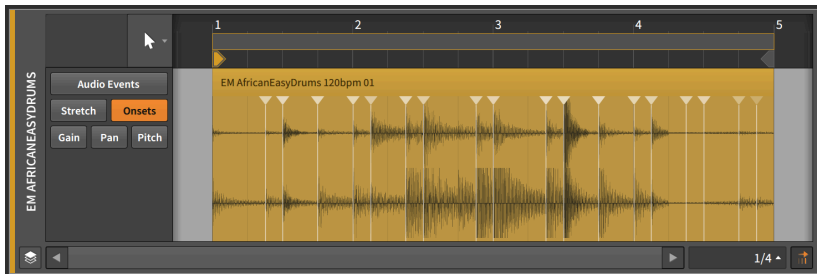 1 2 3 4 5
EM AFRICANEASYDRUMS
Audio Events
Stretch Onsets
Gain Pan Pitch
EM AfricanEasyDrums 120bpm 01
1/4